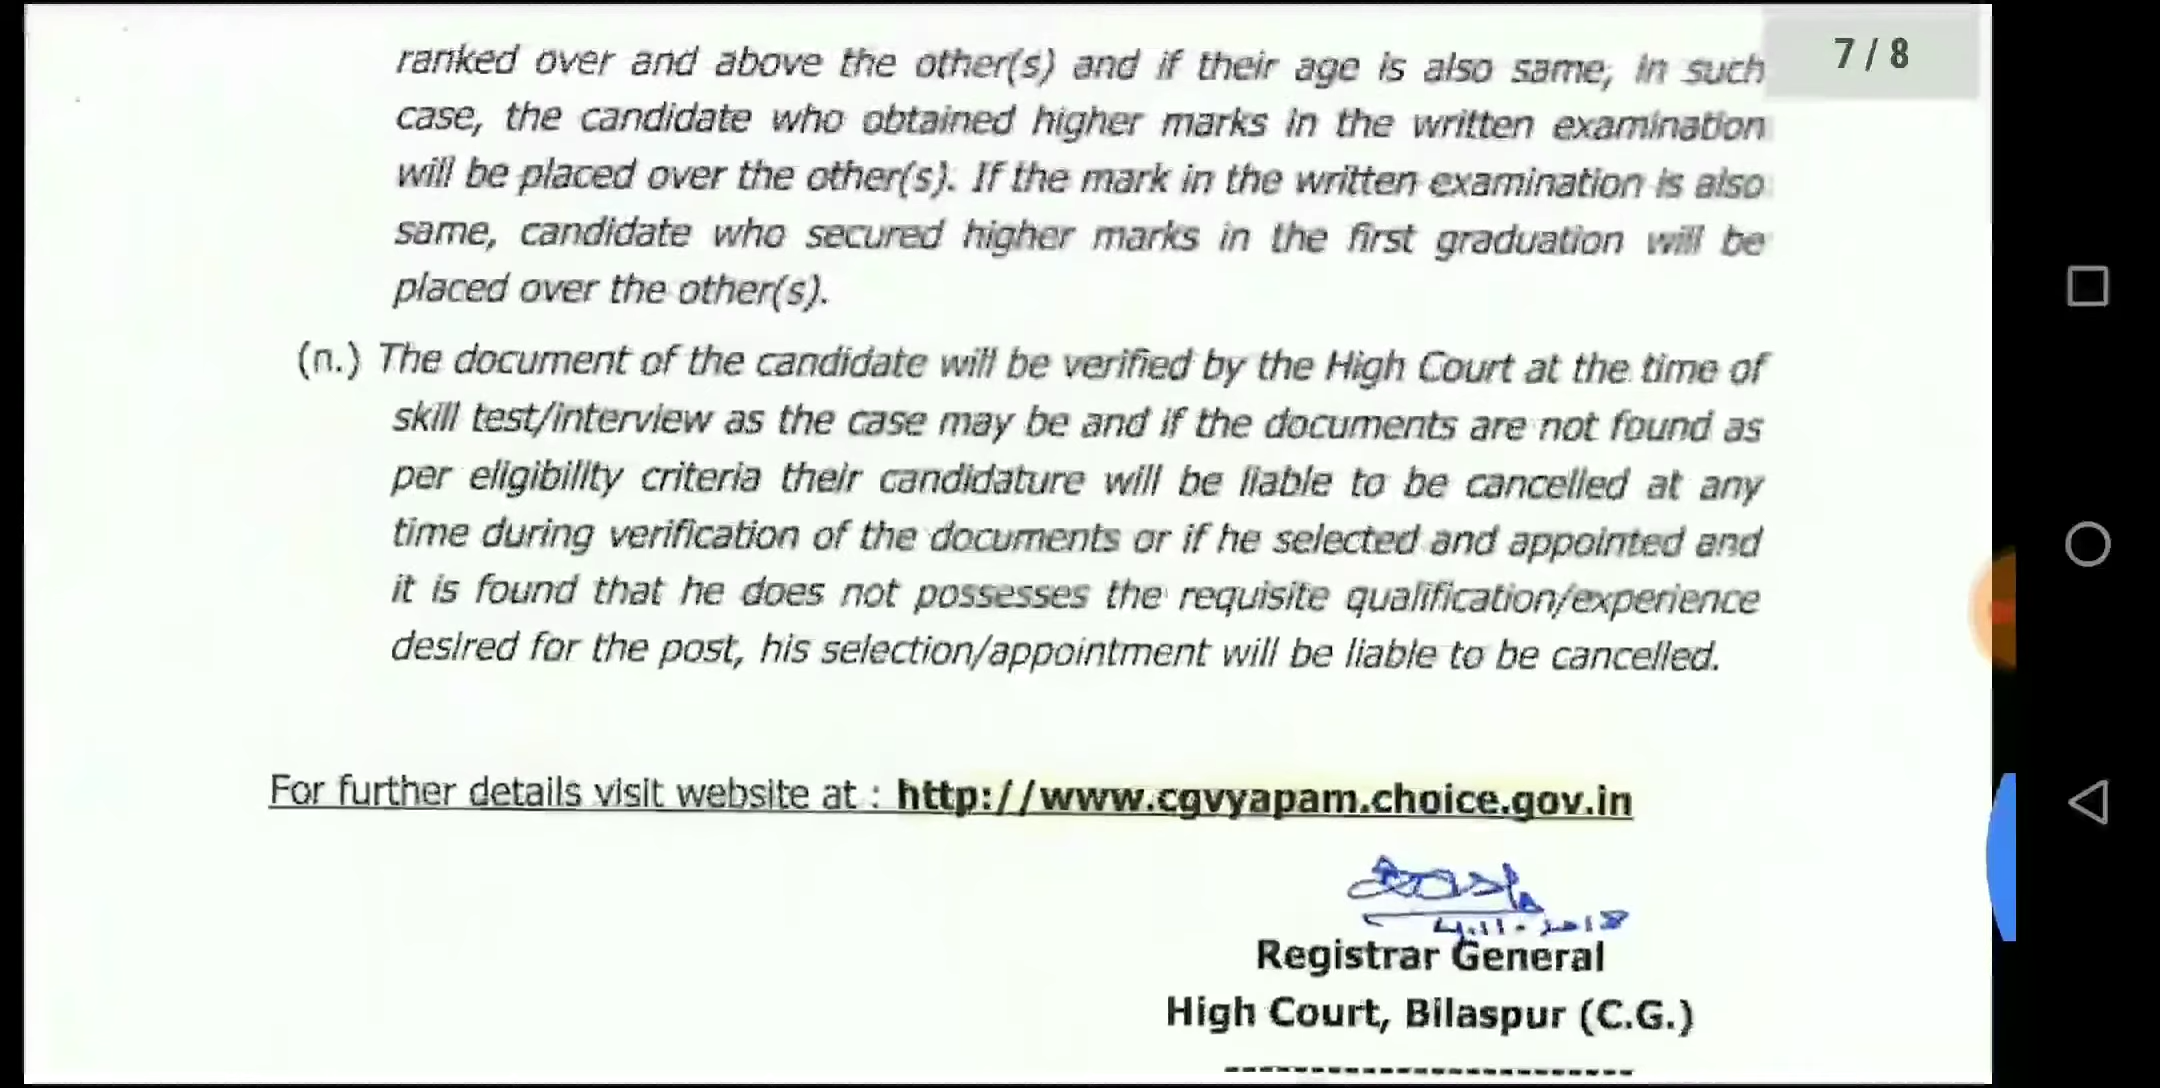 7 / 8
ranked over and above the other(s) and if their age is also same, in such
case, the candidate who obtained higher marks in the written examination
will be placed over the other(s). If the mark in the written examination is also
same, candidate who secured higher marks in the first graduation will be
placed over the other(s).
(n.) The document of the candidate will be verified by the High Court at the time of
skill test/interview as the case may be and if the documents are not found as
per eligibility criteria their candidature will be liable to be cancelled at any
time during verification of the documents or if he selected and appointed and
it is found that he does not possesses the requisite qualification/experience
desired for the post, his selection/appointment will be liable to be cancelled.
For further details visit website at : http://www.cgvyapam.choice.gov.in
4.11.2018
Registrar General
High Court, Bilaspur (C.G.)